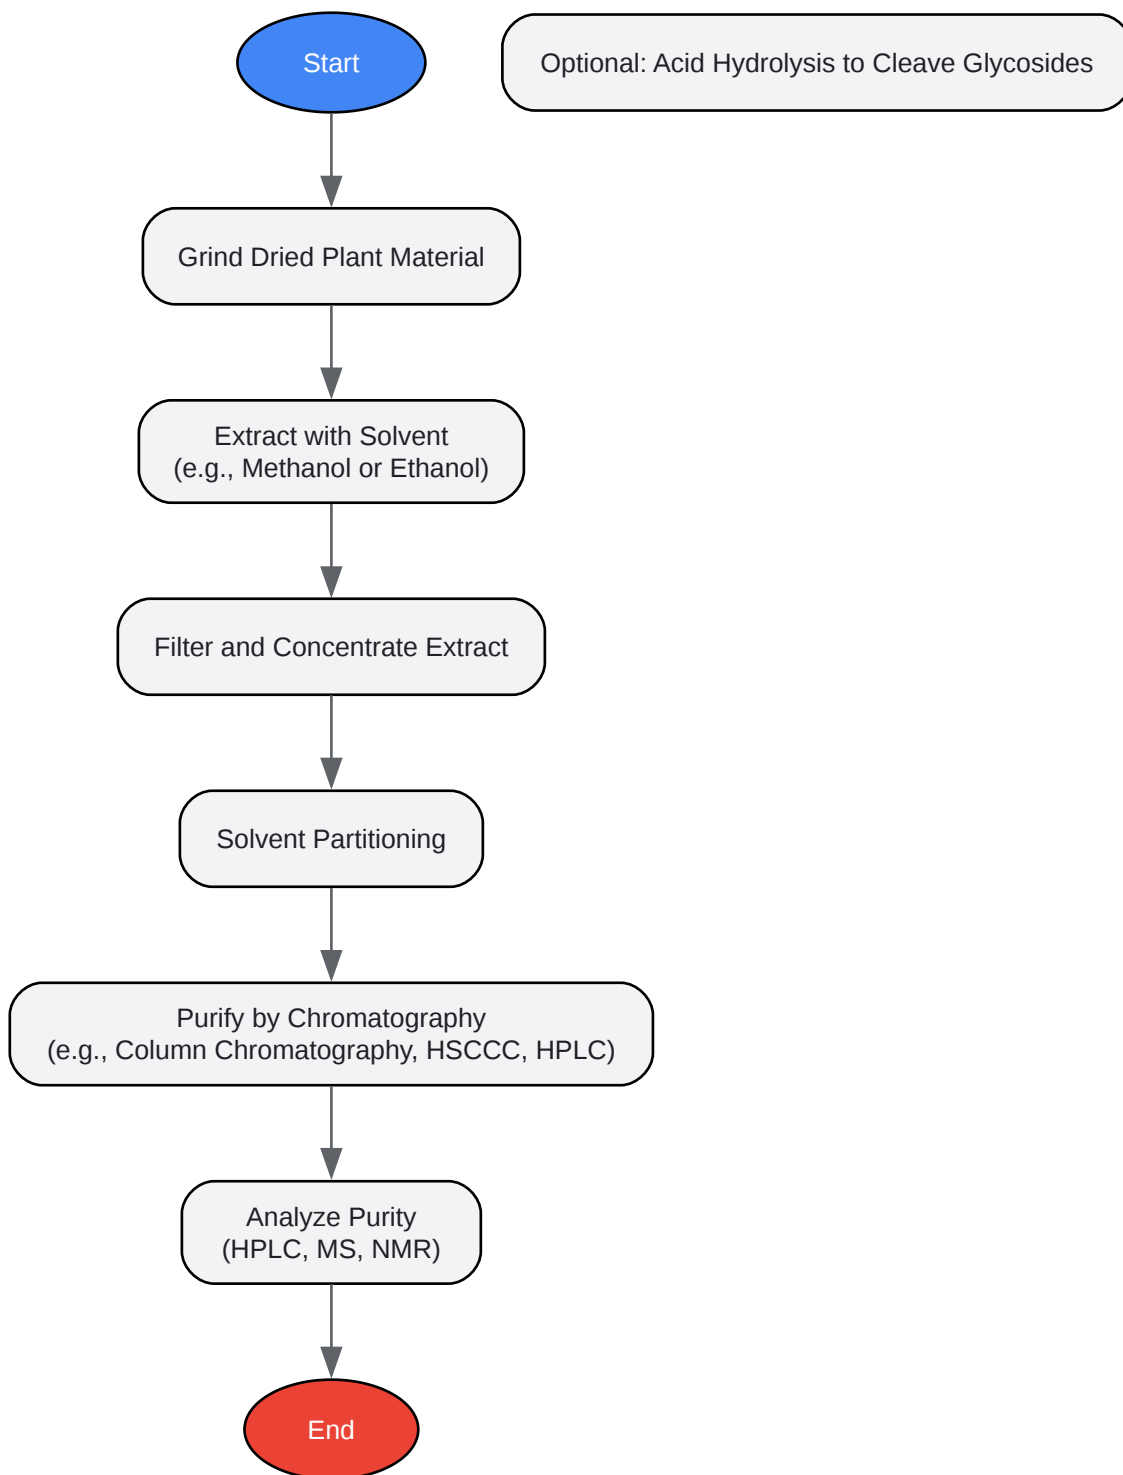 Start
Optional: Acid Hydrolysis to Cleave Glycosides
Grind Dried Plant Material
Extract with Solvent
(e.g., Methanol or Ethanol)
Filter and Concentrate Extract
Solvent Partitioning
Purify by Chromatography
(e.g., Column Chromatography, HSCCC, HPLC)
Analyze Purity
(HPLC, MS, NMR)
End